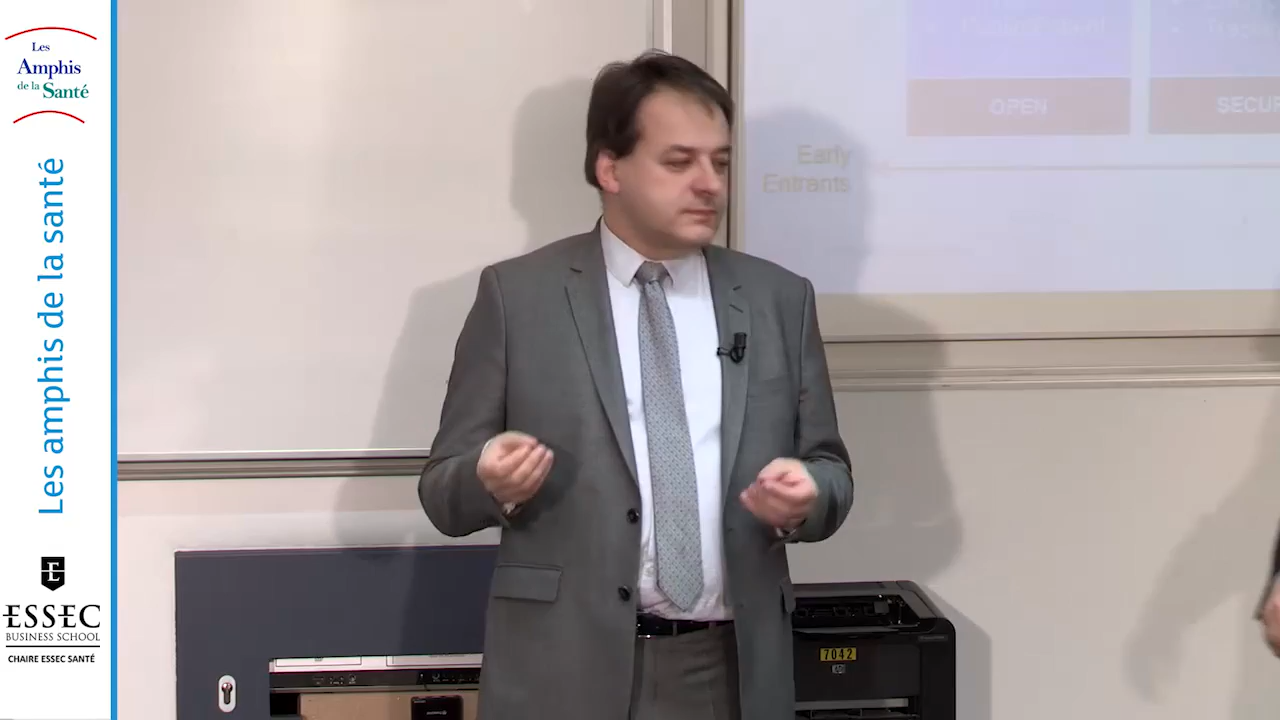 Les
Amphis
de la
Santé
Les amphis de la santé
E
ESSEC
BUSINESS SCHOOL
CHAIRE ESSEC SANTÉ
OPEN
Early
Entrants
7042
hp